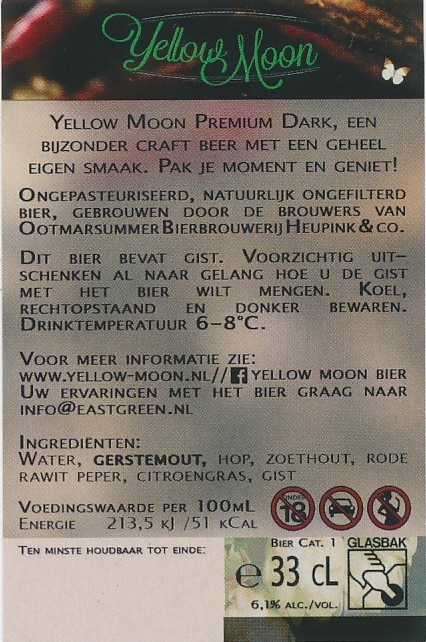 Yellow Moon
Yellow Moon Premium Dark, een
bijzonder craft beer met een geheel
eigen smaak. Pak je moment en geniet!
Ongepasteuriseerd, natuurlijk ongefilterd
bier, gebrouwen door de brouwers van
Ootmarsummer Bierbrouwerij Heupink & co.
Dit bier bevat gist. Voorzichtig uit-
schenken al naar gelang hoe u de gist
met het bier wilt mengen. Koel,
rechtopstaand en donker bewaren.
Drinktemperatuur 6-8°C.
Voor meer informatie zie:
www.yellow-moon.nl// f yellow moon bier
Uw ervaringen met het bier graag naar
info@eastgreen.nl
Ingrediënten:
Water, gerstemout, hop, zoethout, rode
rawit peper, citroengras, gist
Voedingswaarde per 100mL
Energie 213,5 kJ /51 kCal
onder 18
Ten minste houdbaar tot einde:
Bier Cat. 1
GLASBAK
e 33 cL
6,1% alc./vol.